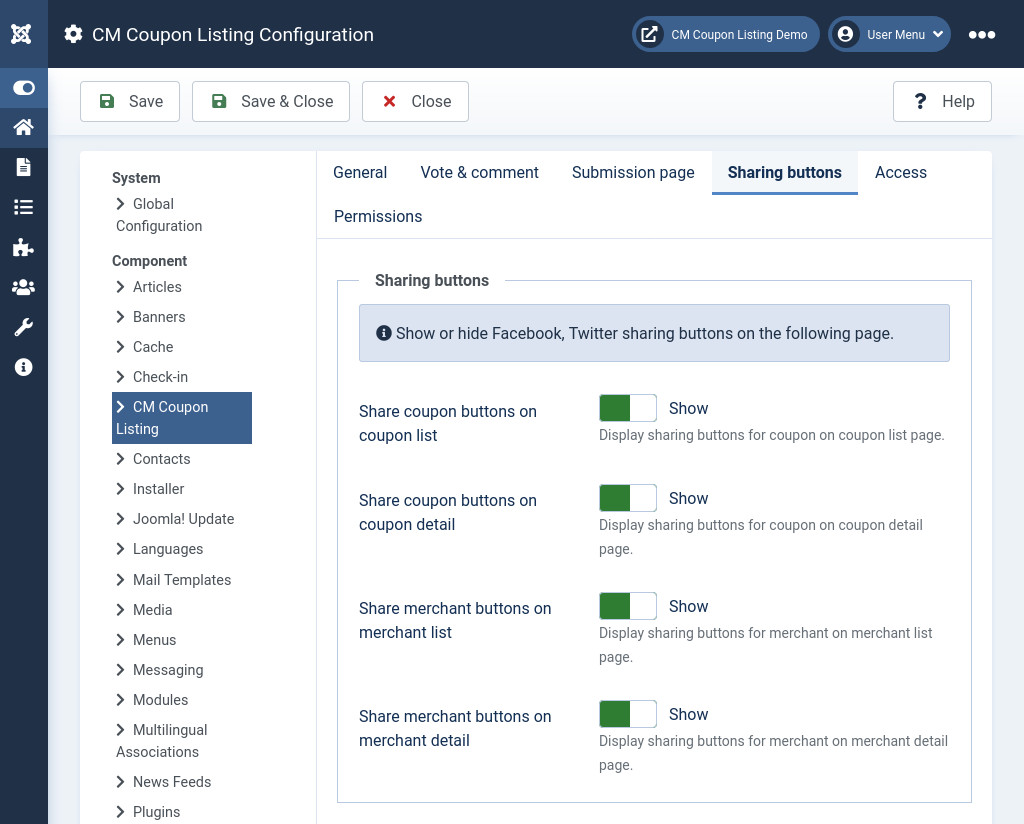 CM Coupon Listing Configuration
CM Coupon Listing Demo
User Menu
Save
Save & Close
Close
Help
System
Global
Configuration
Component
Articles
Banners
Cache
Check-in
CM Coupon
Listing
Contacts
Installer
Joomla! Update
Languages
Mail Templates
Media
Menus
Messaging
Modules
Multilingual
Associations
News Feeds
Plugins
General
Vote & comment
Submission page
Sharing buttons
Access
Permissions
Sharing buttons
Show or hide Facebook, Twitter sharing buttons on the following page.
Share coupon buttons on
coupon list
Show
Display sharing buttons for coupon on coupon list page.
Share coupon buttons on
coupon detail
Show
Display sharing buttons for coupon on coupon detail
page.
Share merchant buttons on
merchant list
Show
Display sharing buttons for merchant on merchant list
page.
Share merchant buttons on
merchant detail
Show
Display sharing buttons for merchant on merchant detail
page.